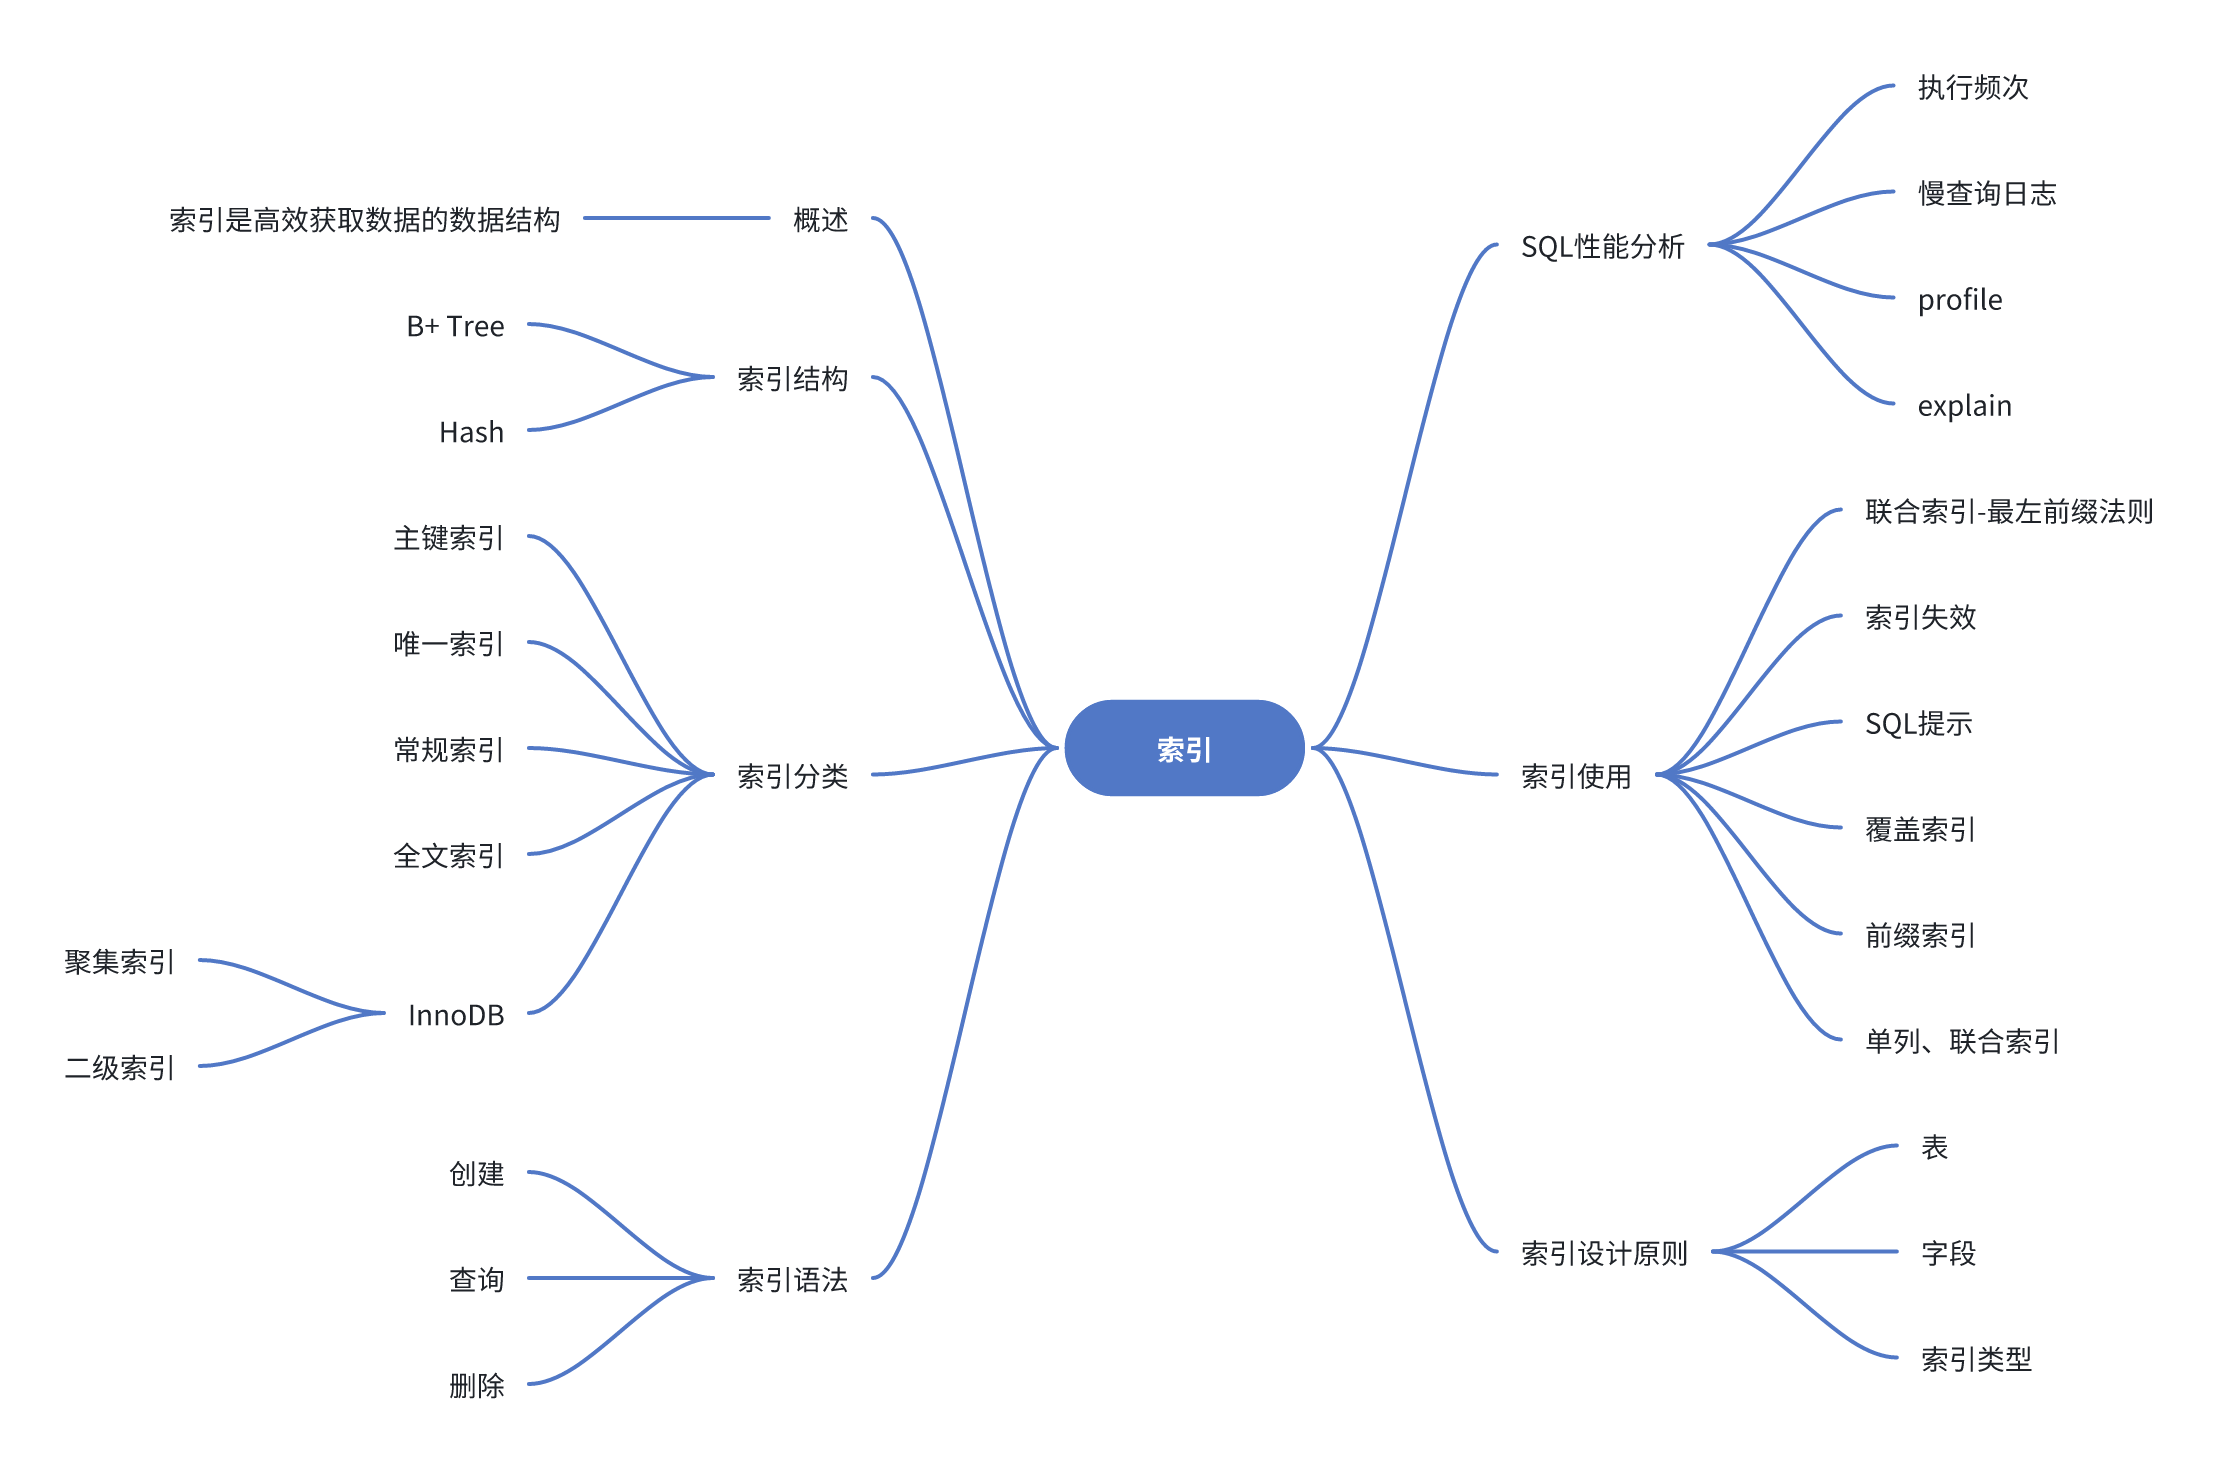 索引
概述
索引是高效获取数据的数据结构
索引结构
B+ Tree
Hash
索引分类
主键索引
唯一索引
常规索引
全文索引
InnoDB
聚集索引
二级索引
索引语法
创建
查询
删除
SQL性能分析
执行频次
慢查询日志
profile
explain
索引使用
联合索引-最左前缀法则
索引失效
SQL提示
覆盖索引
前缀索引
单列、联合索引
索引设计原则
表
字段
索引类型